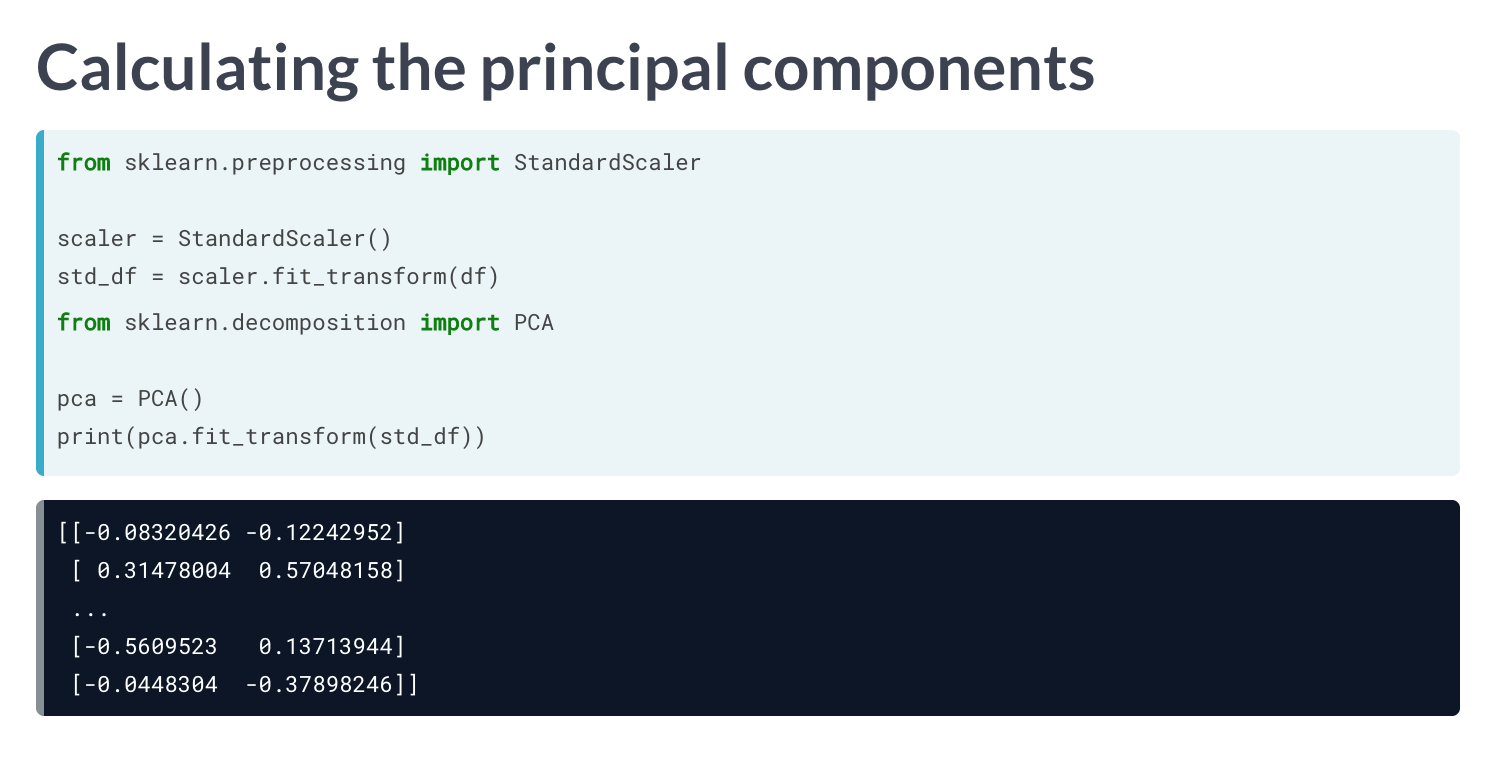 Calculating the principal components
from sklearn.preprocessing import StandardScaler
scaler = StandardScaler()
std_df = scaler.fit_transform(df)
from sklearn.decomposition import PCA
pca = PCA()
print(pca.fit_transform(std_df))
[[-0.08320426 -0.12242952]
 [ 0.31478004  0.57048158]
 ...
 [-0.5609523   0.13713944]
 [-0.0448304  -0.37898246]]